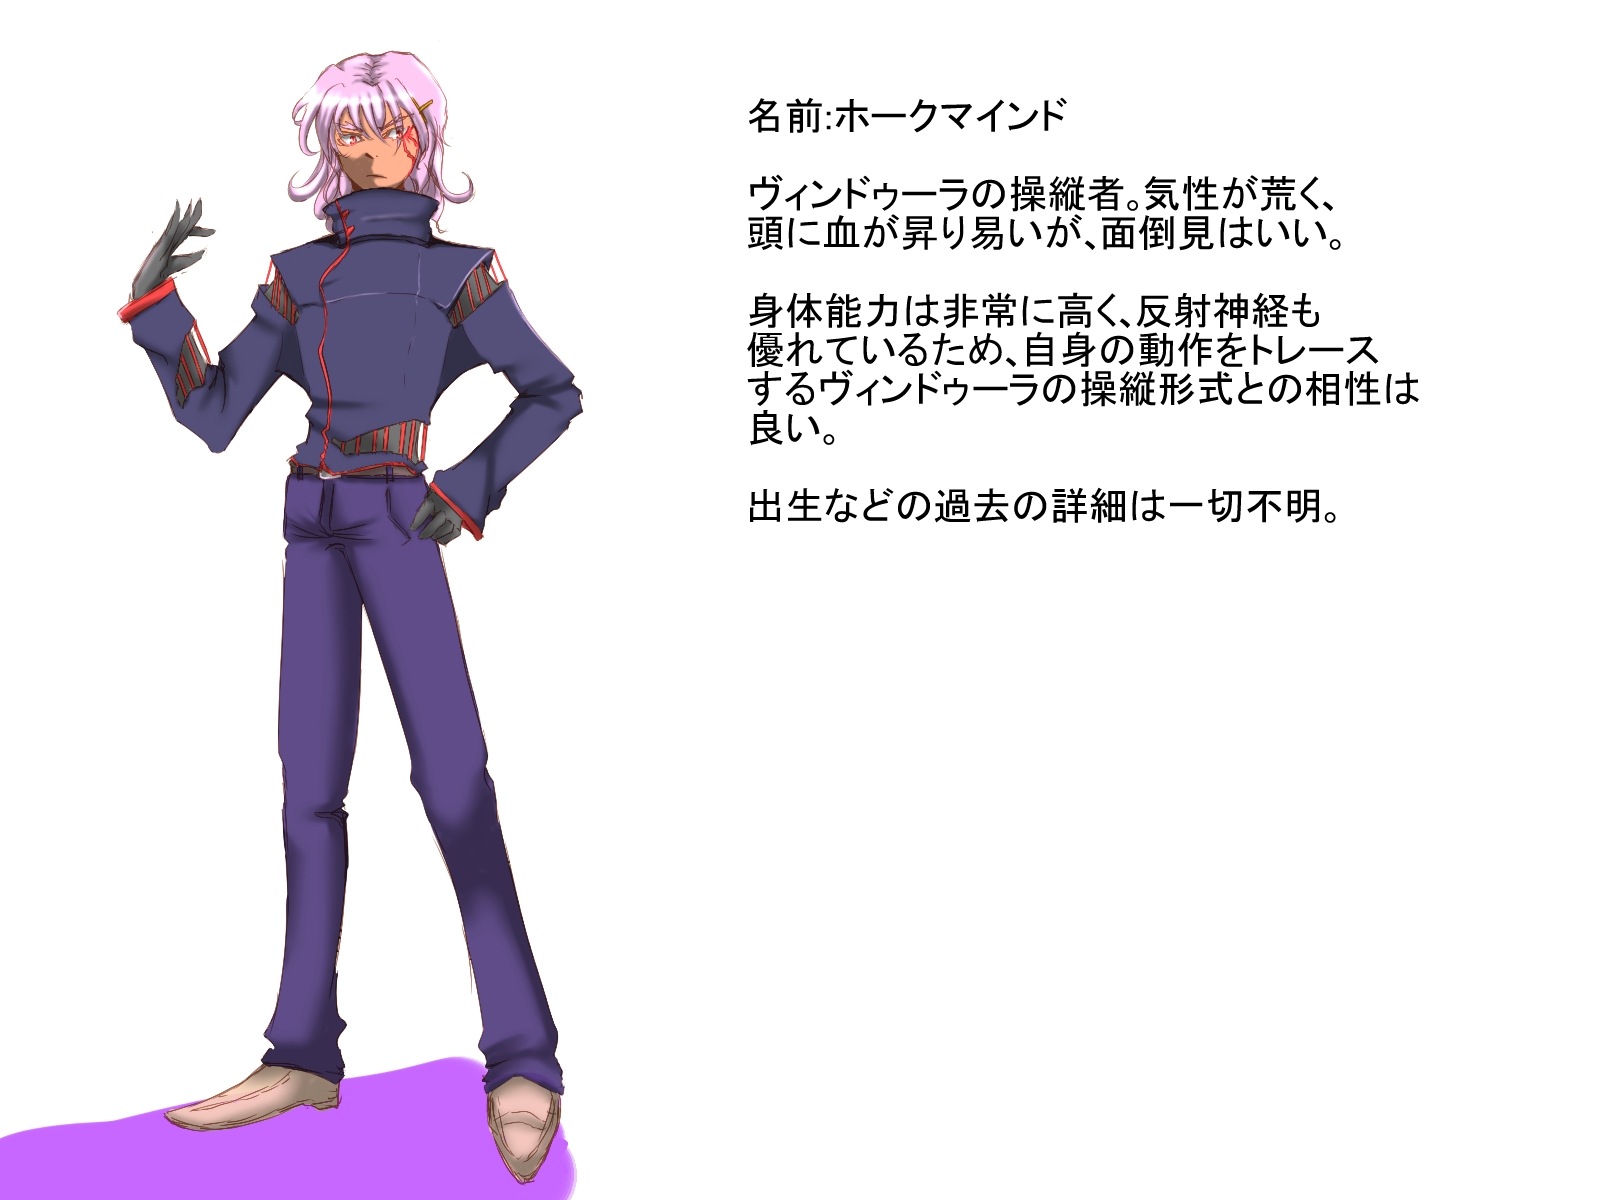 名前:ホークマインド
ヴィンドゥーラの操縦者。気性が荒く、
頭に血が昇り易いが、面倒見はいい。
身体能力は非常に高く、反射神経も
優れているため、自身の動作をトレース
するヴィンドゥーラの操縦形式との相性は
良い。
出生などの過去の詳細は一切不明。